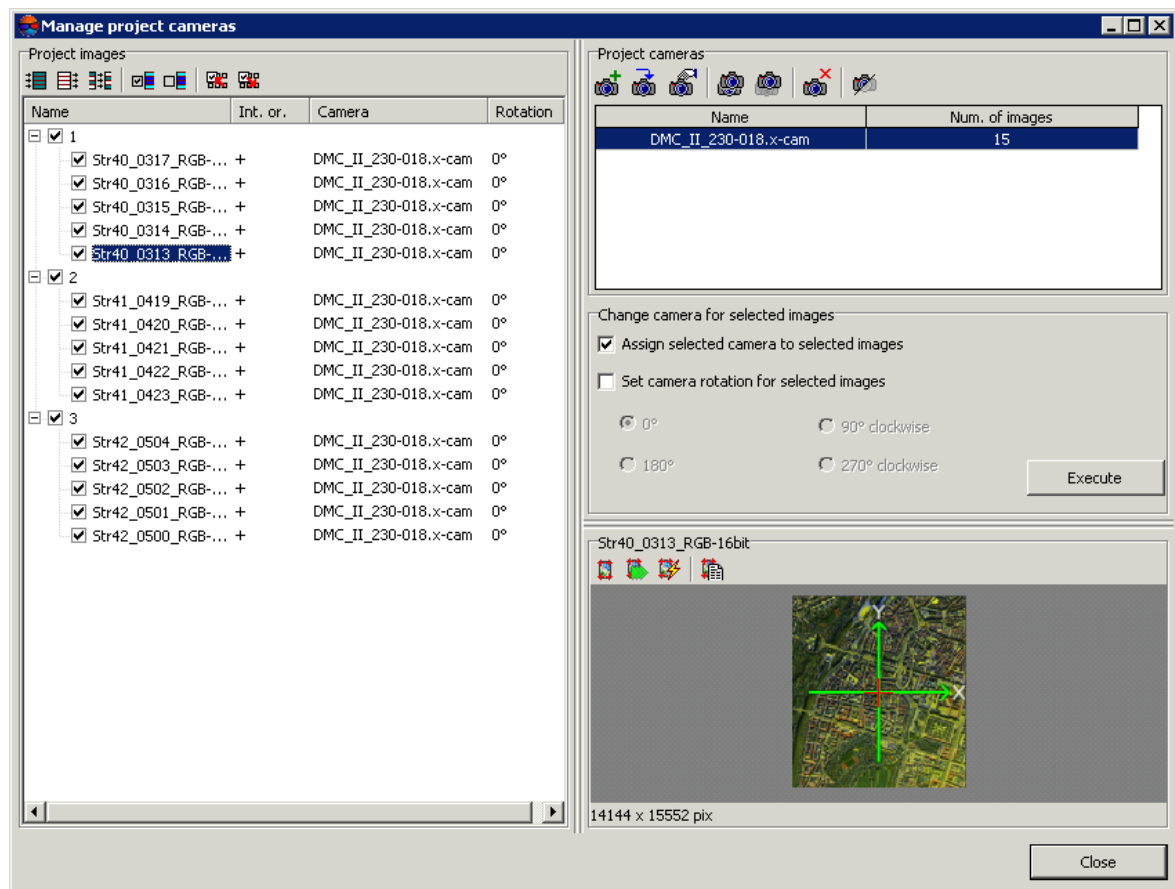 Manage project cameras
Project images
Name Int. or. Camera Rotation
1
Str40_0317_RGB-... + DMC_II_230-018.x-cam 0°
Str40_0316_RGB-... + DMC_II_230-018.x-cam 0°
Str40_0315_RGB-... + DMC_II_230-018.x-cam 0°
Str40_0314_RGB-... + DMC_II_230-018.x-cam 0°
Str40_0313_RGB-... + DMC_II_230-018.x-cam 0°
2
Str41_0419_RGB-... + DMC_II_230-018.x-cam 0°
Str41_0420_RGB-... + DMC_II_230-018.x-cam 0°
Str41_0421_RGB-... + DMC_II_230-018.x-cam 0°
Str41_0422_RGB-... + DMC_II_230-018.x-cam 0°
Str41_0423_RGB-... + DMC_II_230-018.x-cam 0°
3
Str42_0504_RGB-... + DMC_II_230-018.x-cam 0°
Str42_0503_RGB-... + DMC_II_230-018.x-cam 0°
Str42_0502_RGB-... + DMC_II_230-018.x-cam 0°
Str42_0501_RGB-... + DMC_II_230-018.x-cam 0°
Str42_0500_RGB-... + DMC_II_230-018.x-cam 0°
Project cameras
Name Num. of images
DMC_II_230-018.x-cam 15
Change camera for selected images
Assign selected camera to selected images
Set camera rotation for selected images
0° 90° clockwise
180° 270° clockwise
Execute
Str40_0313_RGB-16bit
Y
X
14144 x 15552 pix
Close